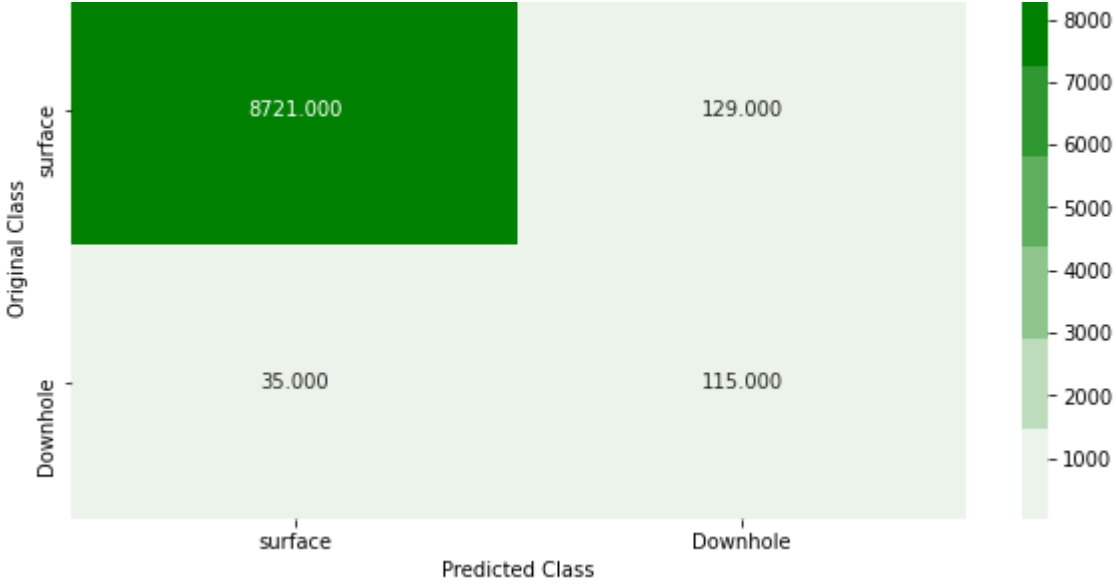 8721.000 129.000
35.000 115.000
surface
Downhole
Original Class
surface Downhole
Predicted Class
8000
7000
6000
5000
4000
3000
2000
1000